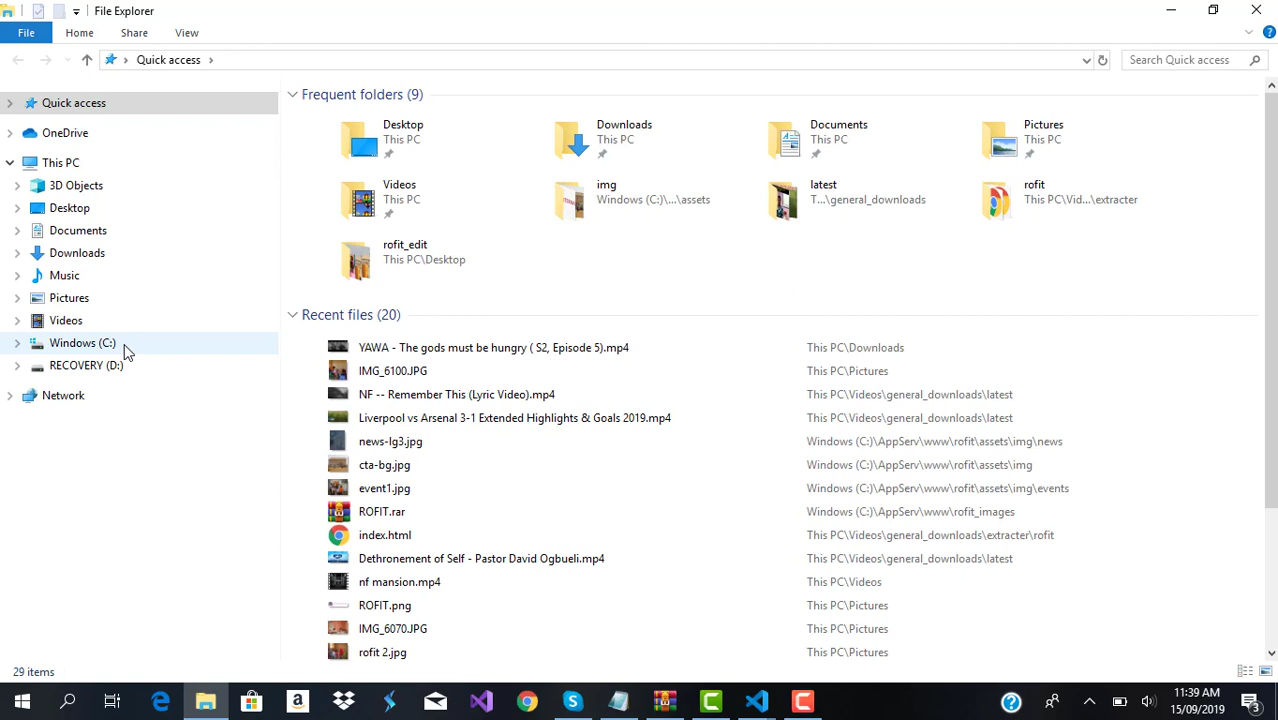 File Explorer
File Home Share View
Quick access Search Quick access
Quick access
OneDrive
This PC
3D Objects
Desktop
Documents
Downloads
Music
Pictures
Videos
Windows (C:)
RECOVERY (D:)
Network
Frequent folders (9)
Desktop
This PC
Downloads
This PC
Documents
This PC
Pictures
This PC
Videos
This PC
img
Windows (C:)\...\assets
latest
T...\general_downloads
rofit
This PC\Vid...\extracter
rofit_edit
This PC\Desktop
Recent files (20)
YAWA - The gods must be hungry ( S2, Episode 5).mp4 This PC\Downloads
IMG_6100.JPG This PC\Pictures
NF -- Remember This (Lyric Video).mp4 This PC\Videos\general_downloads\latest
Liverpool vs Arsenal 3-1 Extended Highlights & Goals 2019.mp4 This PC\Videos\general_downloads\latest
news-lg3.jpg Windows (C:)\AppServ\www\rofit\assets\img\news
cta-bg.jpg Windows (C:)\AppServ\www\rofit\assets\img
event1.jpg Windows (C:)\AppServ\www\rofit\assets\img\events
ROFIT.rar Windows (C:)\AppServ\www\rofit_images
index.html This PC\Videos\general_downloads\extracter\rofit
Dethronement of Self - Pastor David Ogbueli.mp4 This PC\Videos\general_downloads\latest
nf mansion.mp4 This PC\Videos
ROFIT.png This PC\Pictures
IMG_6070.JPG This PC\Pictures
rofit 2.jpg This PC\Pictures
29 items
11:39 AM
15/09/2019
3